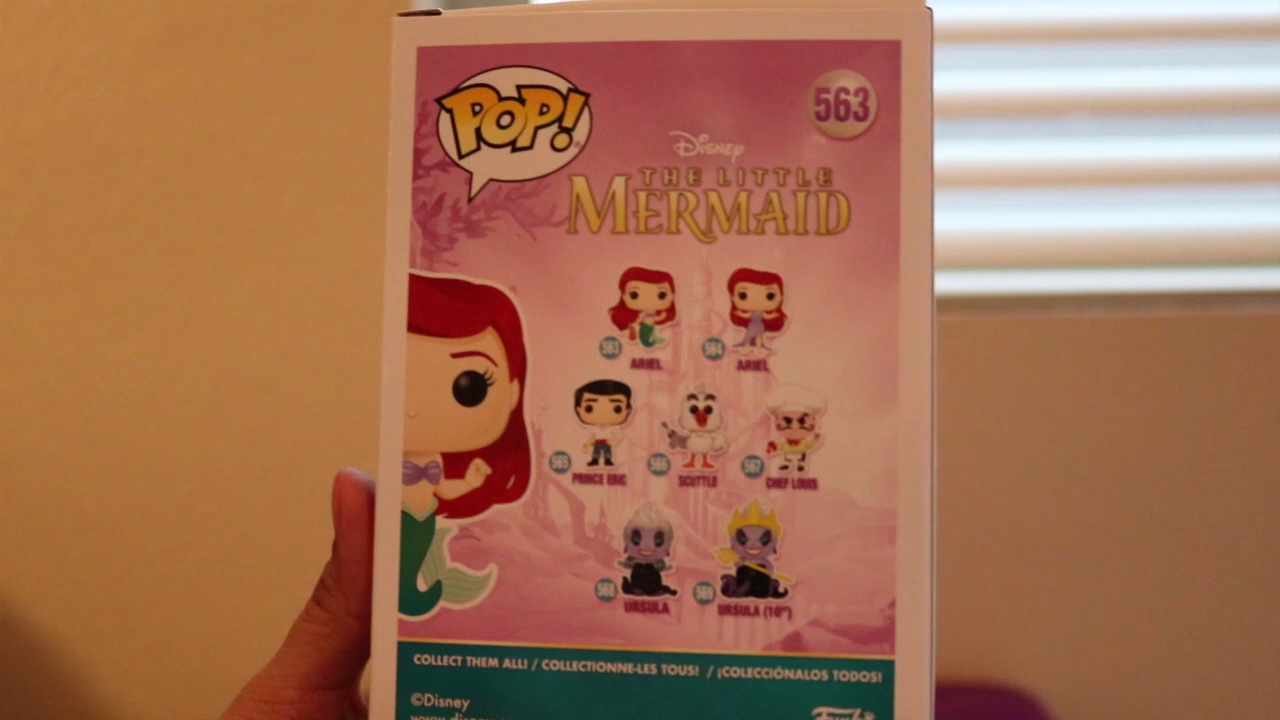 POP!
563
Disney
THE LITTLE
MERMAID
563 ARIEL
564 ARIEL
565 PRINCE ERIC
566 SCUTTLE
567 CHEF LOUIS
568 URSULA
569 URSULA (10")
COLLECT THEM ALL! / COLLECTIONNE-LES TOUS! / ¡COLECCIÓNALOS TODOS!
©Disney
Funko